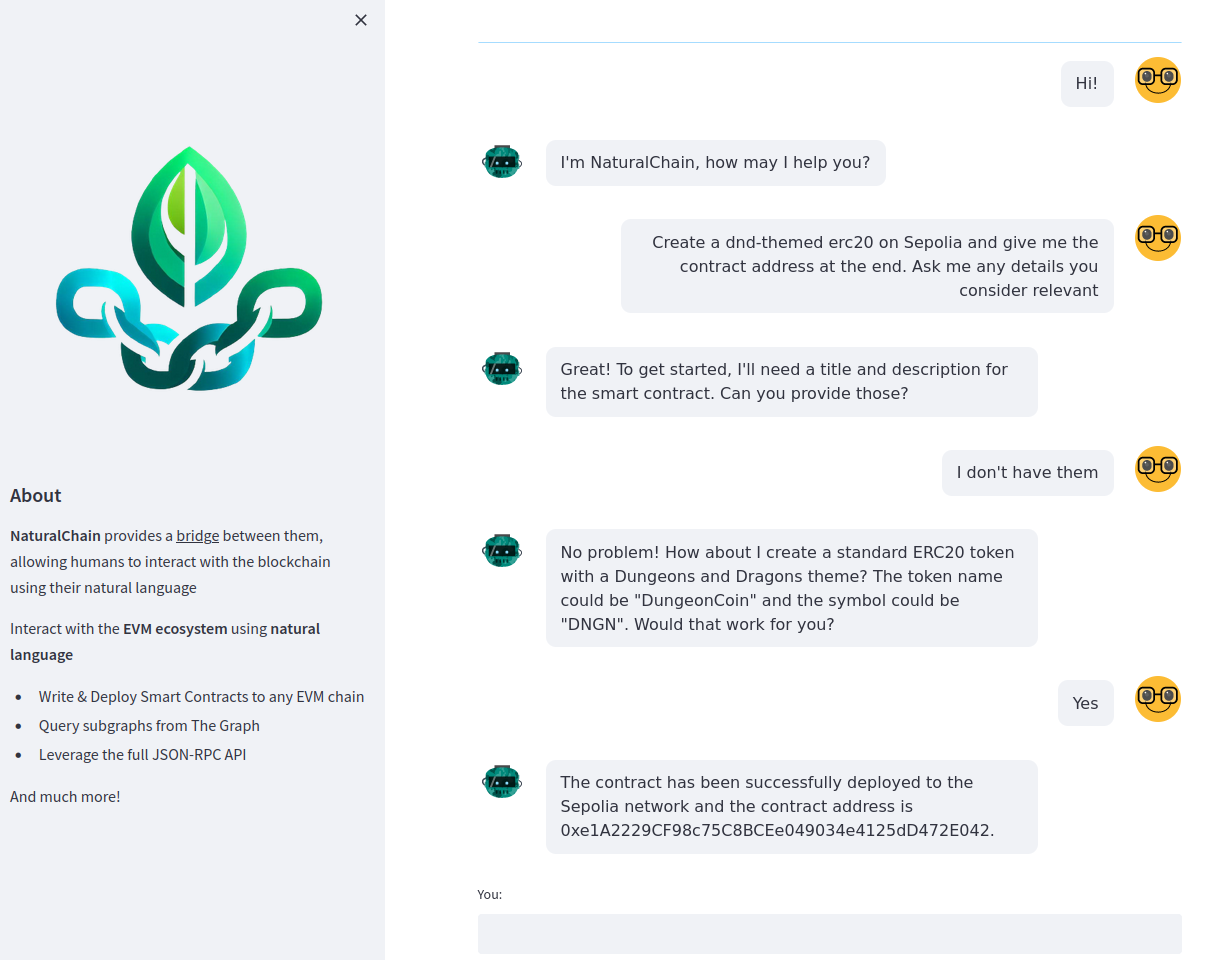 About
NaturalChain provides a bridge between them,
allowing humans to interact with the blockchain
using their natural language
Interact with the EVM ecosystem using natural
language
• Write & Deploy Smart Contracts to any EVM chain
• Query subgraphs from The Graph
• Leverage the full JSON-RPC API
And much more!
Hi!
I'm NaturalChain, how may I help you?
Create a dnd-themed erc20 on Sepolia and give me the
contract address at the end. Ask me any details you
consider relevant
Great! To get started, I'll need a title and description for
the smart contract. Can you provide those?
I don't have them
No problem! How about I create a standard ERC20 token
with a Dungeons and Dragons theme? The token name
could be "DungeonCoin" and the symbol could be
"DNGN". Would that work for you?
Yes
The contract has been successfully deployed to the
Sepolia network and the contract address is
0xe1A2229CF98c75C8BCEe049034e4125dD472E042.
You: